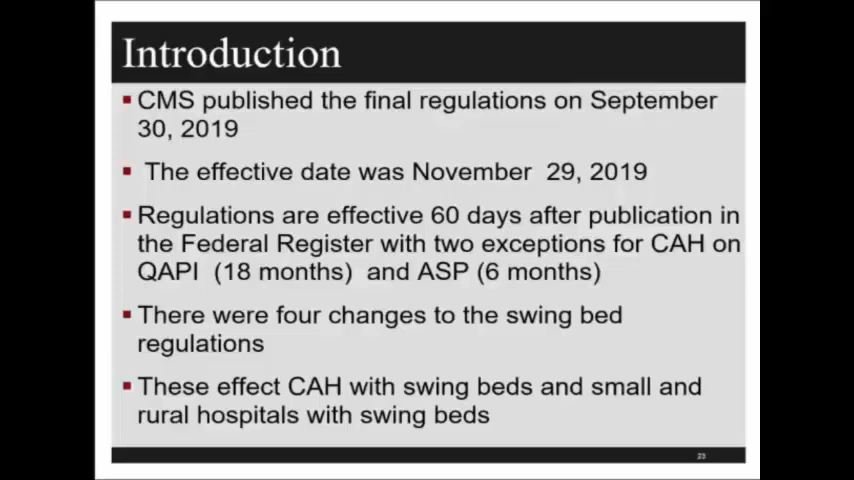 Introduction
CMS published the final regulations on September
30, 2019
The effective date was November 29, 2019
Regulations are effective 60 days after publication in
the Federal Register with two exceptions for CAH on
QAPI (18 months) and ASP (6 months)
There were four changes to the swing bed
regulations
These effect CAH with swing beds and small and
rural hospitals with swing beds
23